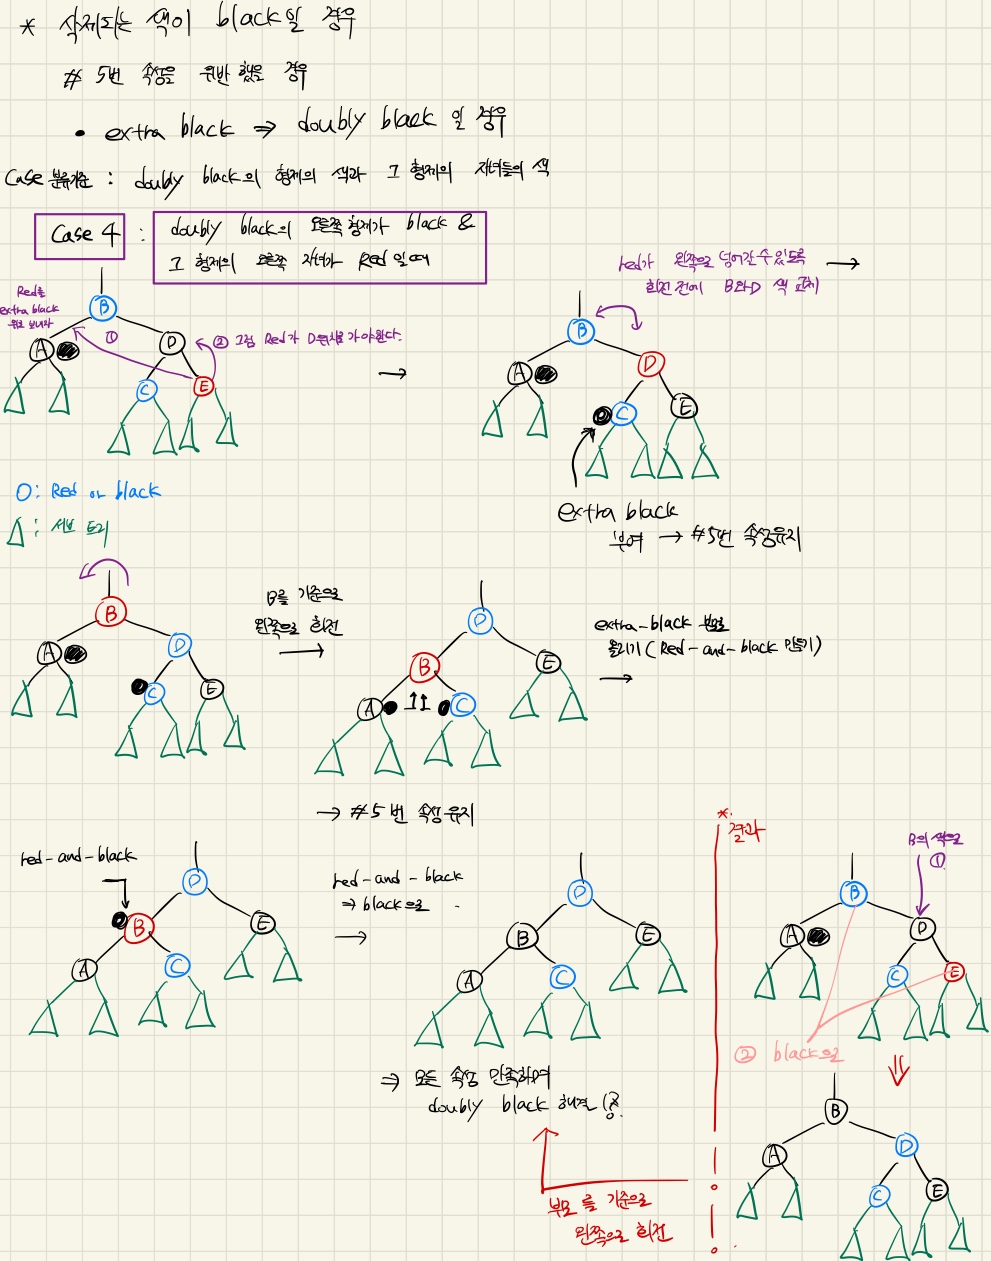 * 삭제되는 색이 black일 경우
# 5번 속성을 위반 했을 경우
• extra black ⇒ doubly black 일 경우
Case 분류기준 : doubly black의 형제의 색과 그 형제의 자녀들의 색
Case 4 : doubly black의 오른쪽 형제가 black &
그 형제의 오른쪽 자녀가 Red 일 때
Red를
extra black
위로 보내자
①
② 그럼 Red가 D위치로 가야한다.
B
A
D
C
E
→
red가 왼쪽으로 넘어갈 수 있도록 →
회전 전에 B와 D 색 교체
B
A
D
C
E
extra black
부여 → #5번 속성유지
O : Red or black
△ : 서브 트리
B
A
D
C
E
B를 기준으로
왼쪽으로 회전
→
D
B
E
A
C
→ #5번 속성유지
extra-black 부모로
올리기 (Red-and-black 만들기)
→
red-and-black
D
B
E
A
C
red-and-black
⇒ black으로
→
D
B
E
A
C
⇒ 모든 속성 만족하며
doubly black 해결
부모를 기준으로
왼쪽으로 회전
* 결과
B의 색으로
①
B
A
D
C
E
② black으로
⇓
B
A
D
C
E